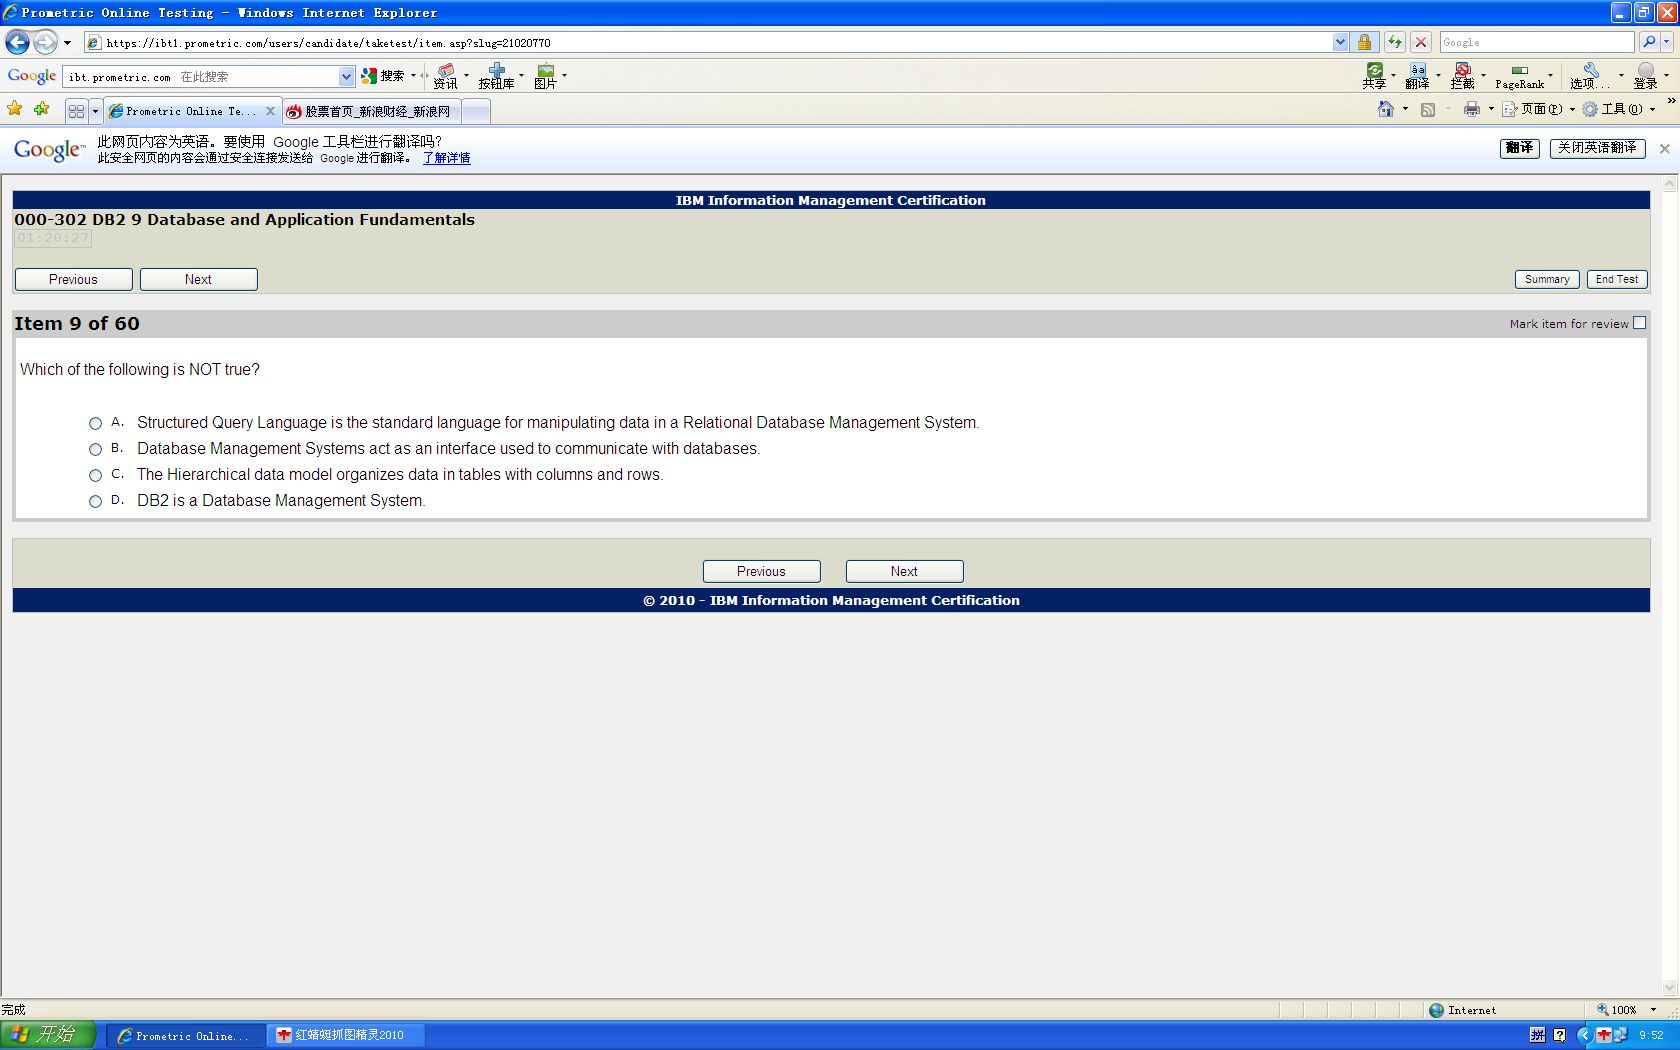 Prometric Online Testing - Windows Internet Explorer
https://ibt1.prometric.com/users/candidate/taketest/item.asp?slug=21020770
Google
Google ibt.prometric.com 在此搜索 搜索 资讯 按钮库 图片 共享 翻译 拦截 PageRank 选项... 登录
Prometric Online Te... 股票首页_新浪财经_新浪网 页面(P) 工具(O)
Google™ 此网页内容为英语。要使用 Google 工具栏进行翻译吗?
此安全网页的内容会通过安全连接发送给 Google 进行翻译。 了解详情
翻译 关闭英语翻译
IBM Information Management Certification
000-302 DB2 9 Database and Application Fundamentals
01:20:27
Previous Next Summary End Test
Item 9 of 60 Mark item for review
Which of the following is NOT true?
A. Structured Query Language is the standard language for manipulating data in a Relational Database Management System.
B. Database Management Systems act as an interface used to communicate with databases.
C. The Hierarchical data model organizes data in tables with columns and rows.
D. DB2 is a Database Management System.
Previous Next
© 2010 - IBM Information Management Certification
完成 Internet 100%
开始 Prometric Online... 红蜻蜓抓图精灵2010 拼 9:52